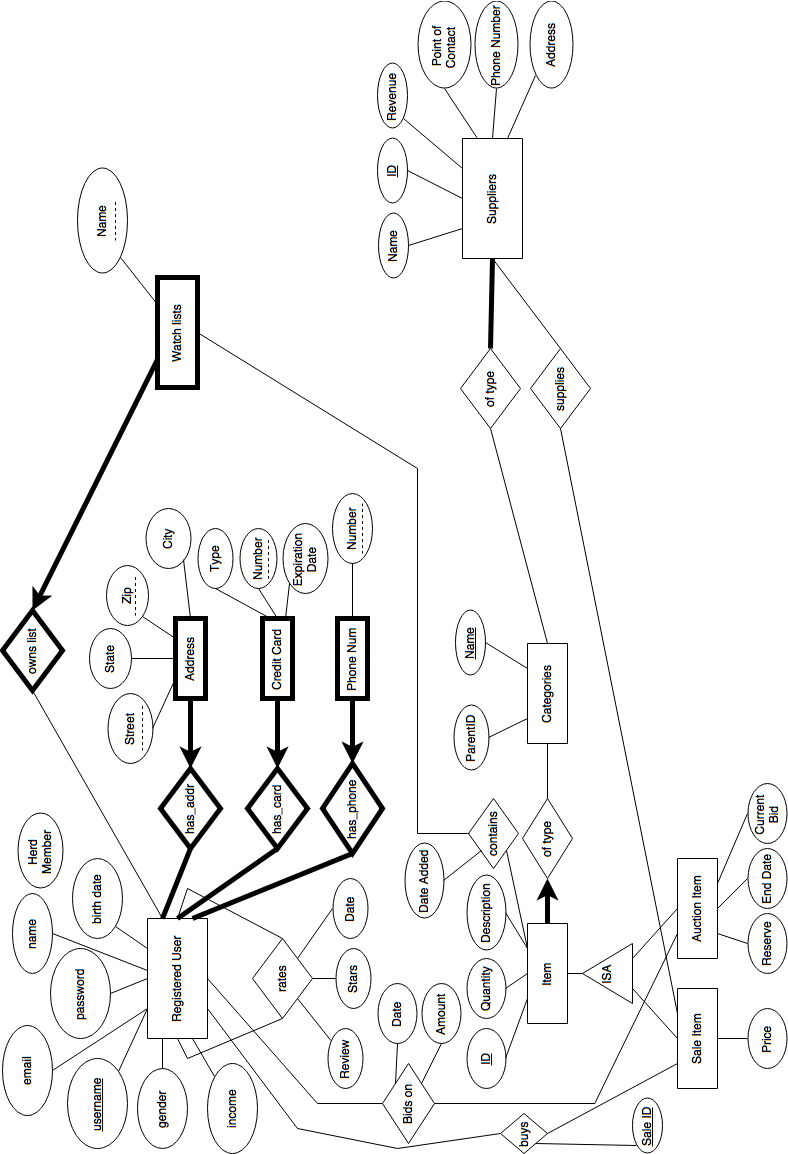 email
username
gender
income
name
password
Herd
Member
birth date
Registered User
owns list
Name
Watch lists
Street
State
Zip
City
Address
has_addr
Type
Number
Expiration
Date
Credit Card
has_card
Number
Phone Num
has_phone
rates
Date
Stars
Review
Bids on
Date
Amount
buys
Sale ID
Date Added
contains
ID
Quantity
Description
Item
of type
ISA
ParentID
Name
Categories
of type
supplies
Name
ID
Revenue
Point of
Contact
Phone Number
Address
Suppliers
Sale Item
Price
Auction Item
Reserve
End Date
Current
Bid